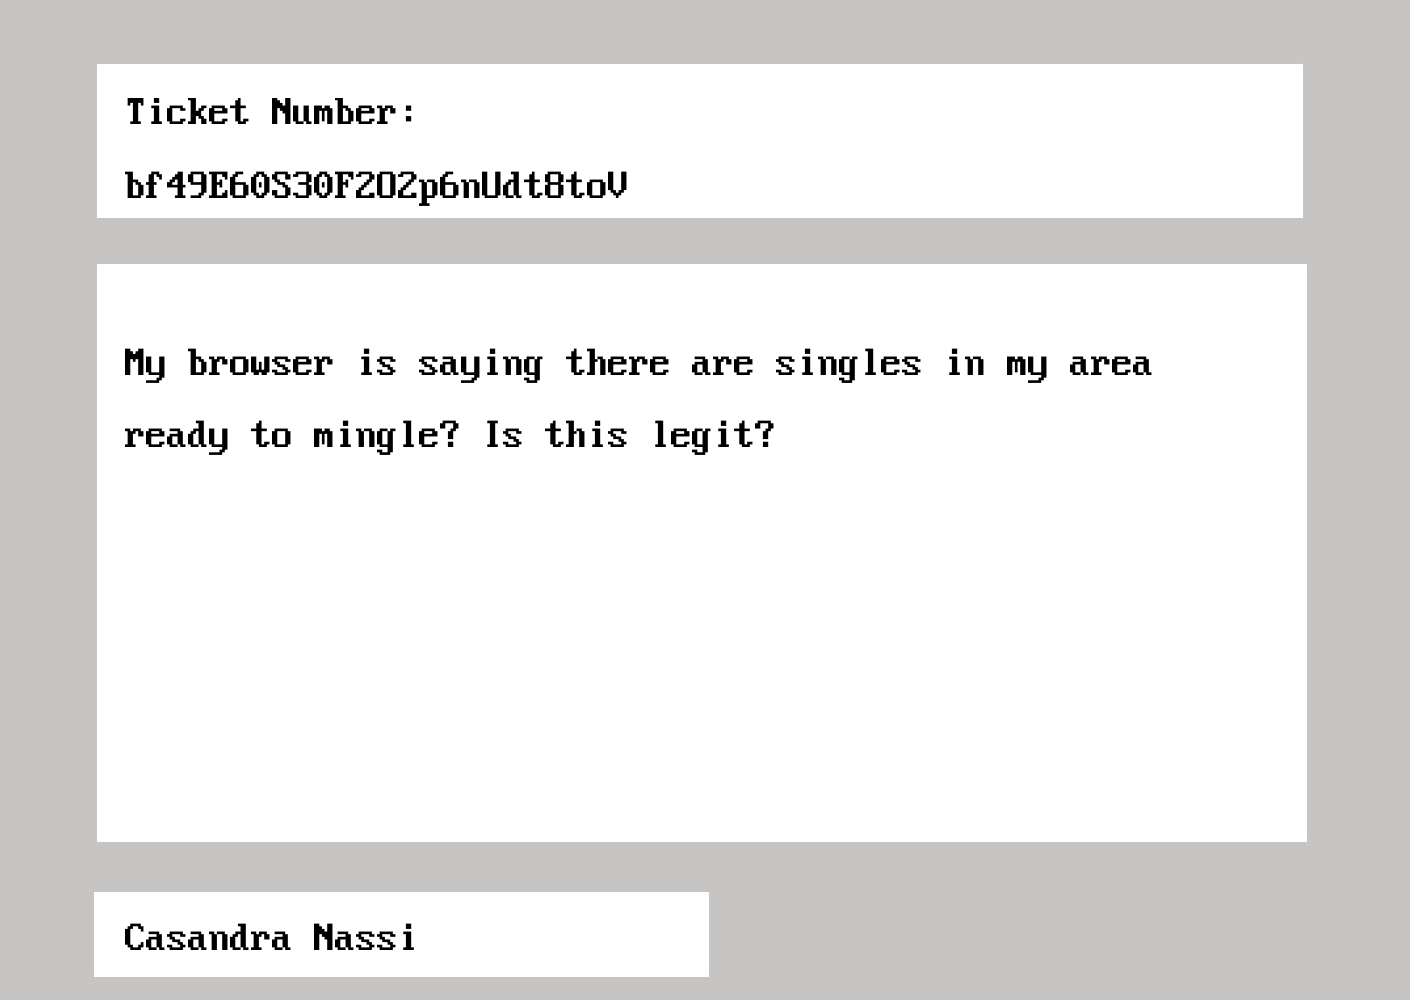 Ticket Number:
bf49E60S30F2O2p6nUdt8toV
My browser is saying there are singles in my area
ready to mingle? Is this legit?
Casandra Nassi